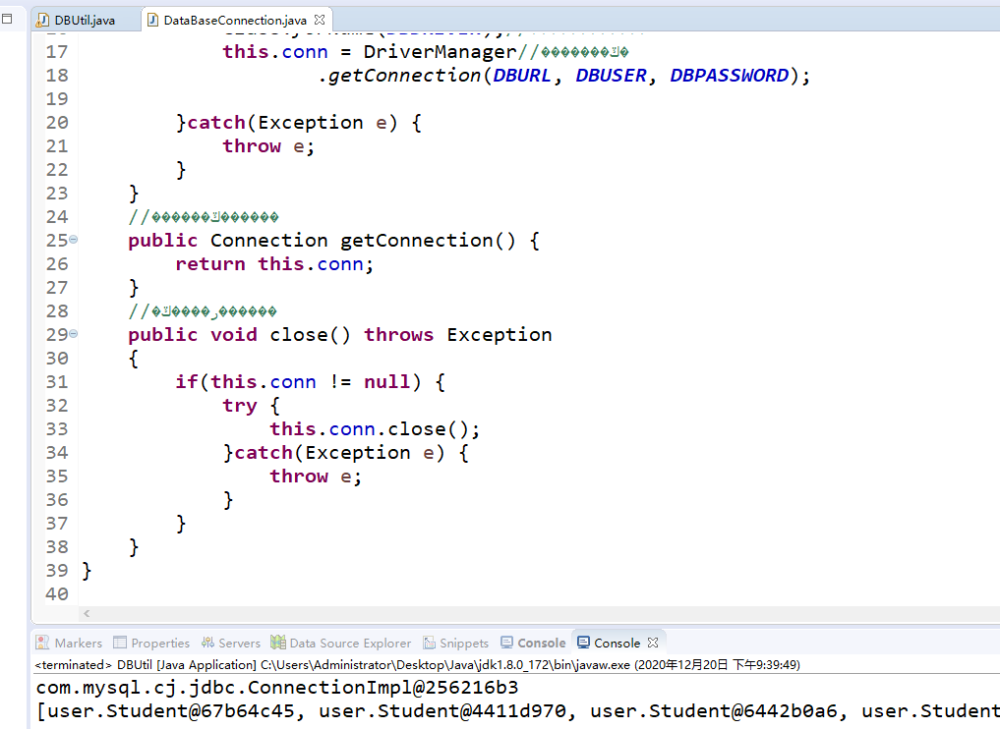 DBUtil.java
DataBaseConnection.java
17 this.conn = DriverManager//
18 .getConnection(DBURL, DBUSER, DBPASSWORD);
19
20 }catch(Exception e) {
21 throw e;
22 }
23 }
24 //
25 public Connection getConnection() {
26 return this.conn;
27 }
28 //
29 public void close() throws Exception
30 {
31 if(this.conn != null) {
32 try {
33 this.conn.close();
34 }catch(Exception e) {
35 throw e;
36 }
37 }
38 }
39 }
40
Markers Properties Servers Data Source Explorer Snippets Console Console
<terminated> DBUtil [Java Application] C:\Users\Administrator\Desktop\Java\jdk1.8.0_172\bin\javaw.exe (2020年12月20日 下午9:39:49)
com.mysql.cj.jdbc.ConnectionImpl@256216b3
[user.Student@67b64c45, user.Student@4411d970, user.Student@6442b0a6, user.Student